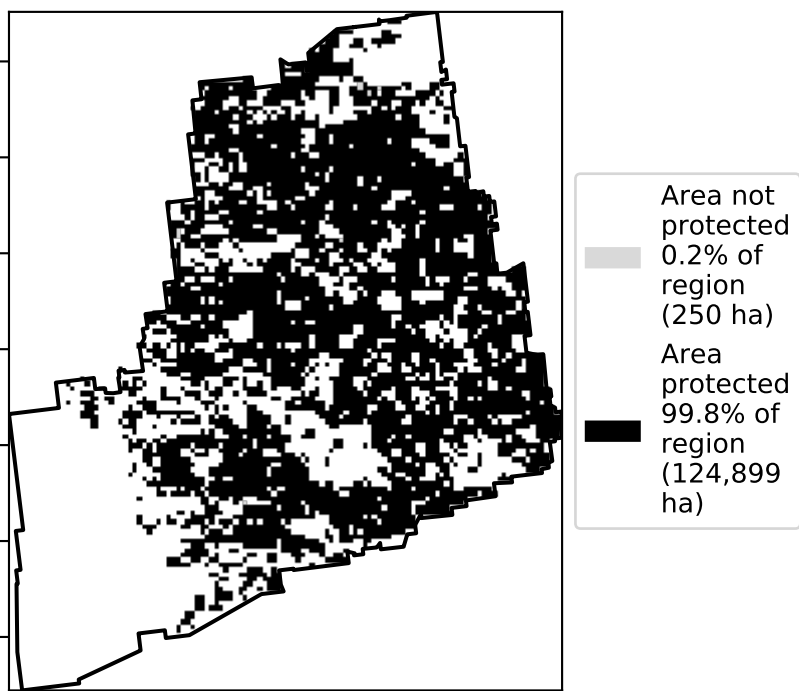 Area not
protected
0.2% of
region
(250 ha)
Area
protected
99.8% of
region
(124,899
ha)